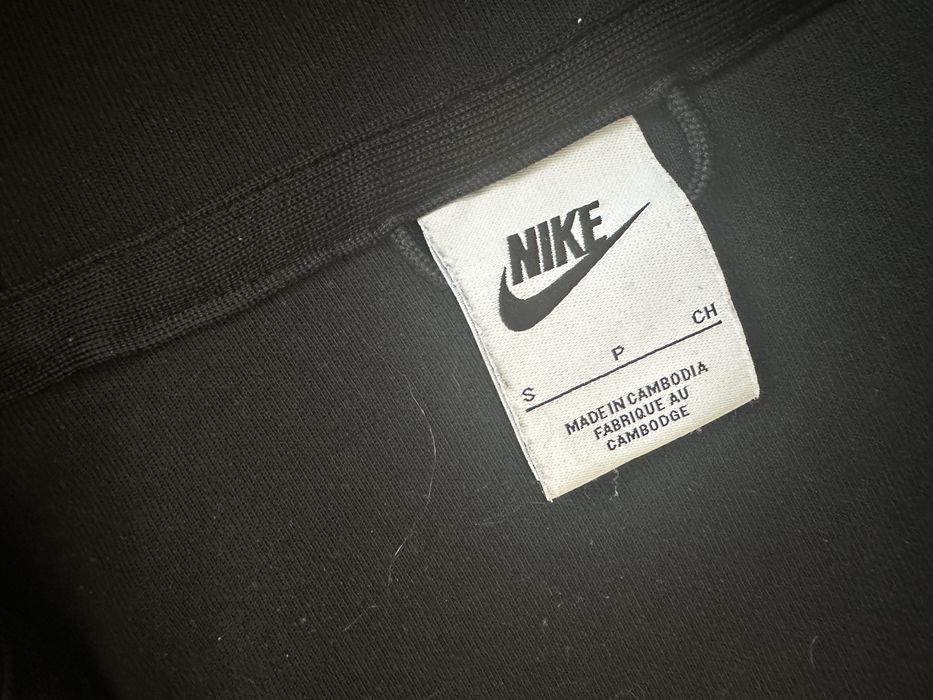 NIKE
S P CH
MADE IN CAMBODIA
FABRIQUE AU
CAMBODGE